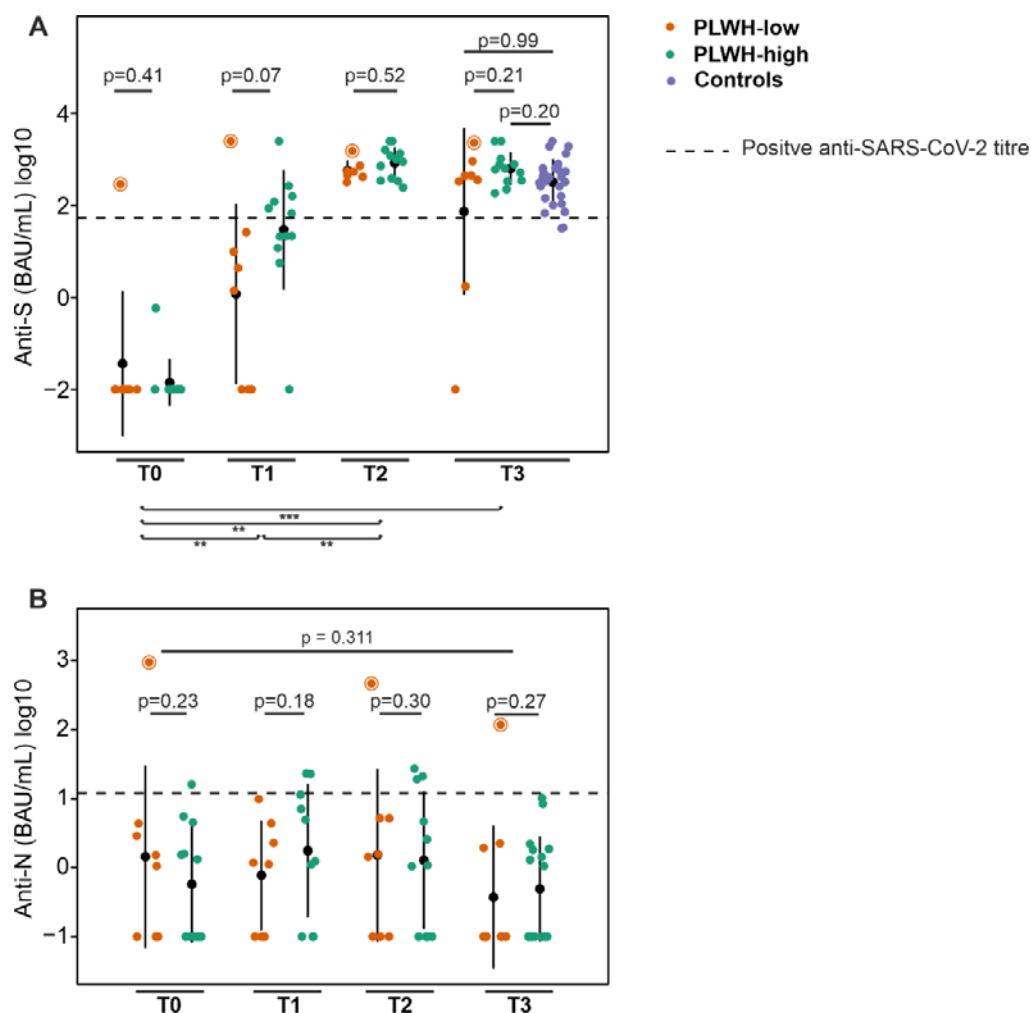 A
PLWH-low
PLWH-high
Controls
Positve anti-SARS-CoV-2 titre
p=0.99
p=0.41 p=0.07 p=0.52 p=0.21
p=0.20
Anti-S (BAU/mL) log10
4
2
0
−2
T0 T1 T2 T3
***
**
** **
B
p = 0.311
p=0.23 p=0.18 p=0.30 p=0.27
Anti-N (BAU/mL) log10
3
2
1
0
−1
T0 T1 T2 T3